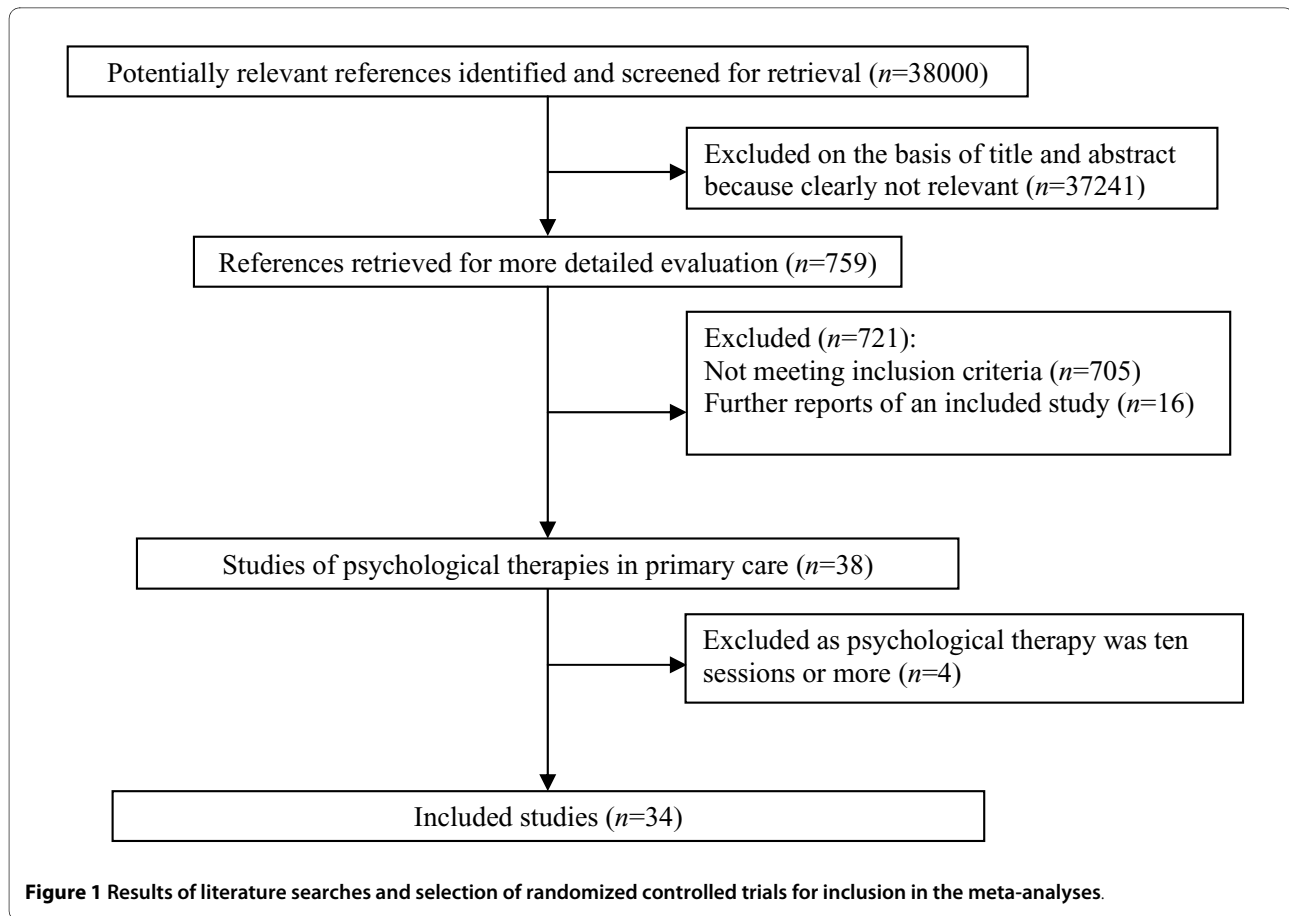 Potentially relevant references identified and screened for retrieval (n=38000)
Excluded on the basis of title and abstract
because clearly not relevant (n=37241)
References retrieved for more detailed evaluation (n=759)
Excluded (n=721):
Not meeting inclusion criteria (n=705)
Further reports of an included study (n=16)
Studies of psychological therapies in primary care (n=38)
Excluded as psychological therapy was ten
sessions or more (n=4)
Included studies (n=34)
Figure 1 Results of literature searches and selection of randomized controlled trials for inclusion in the meta-analyses.